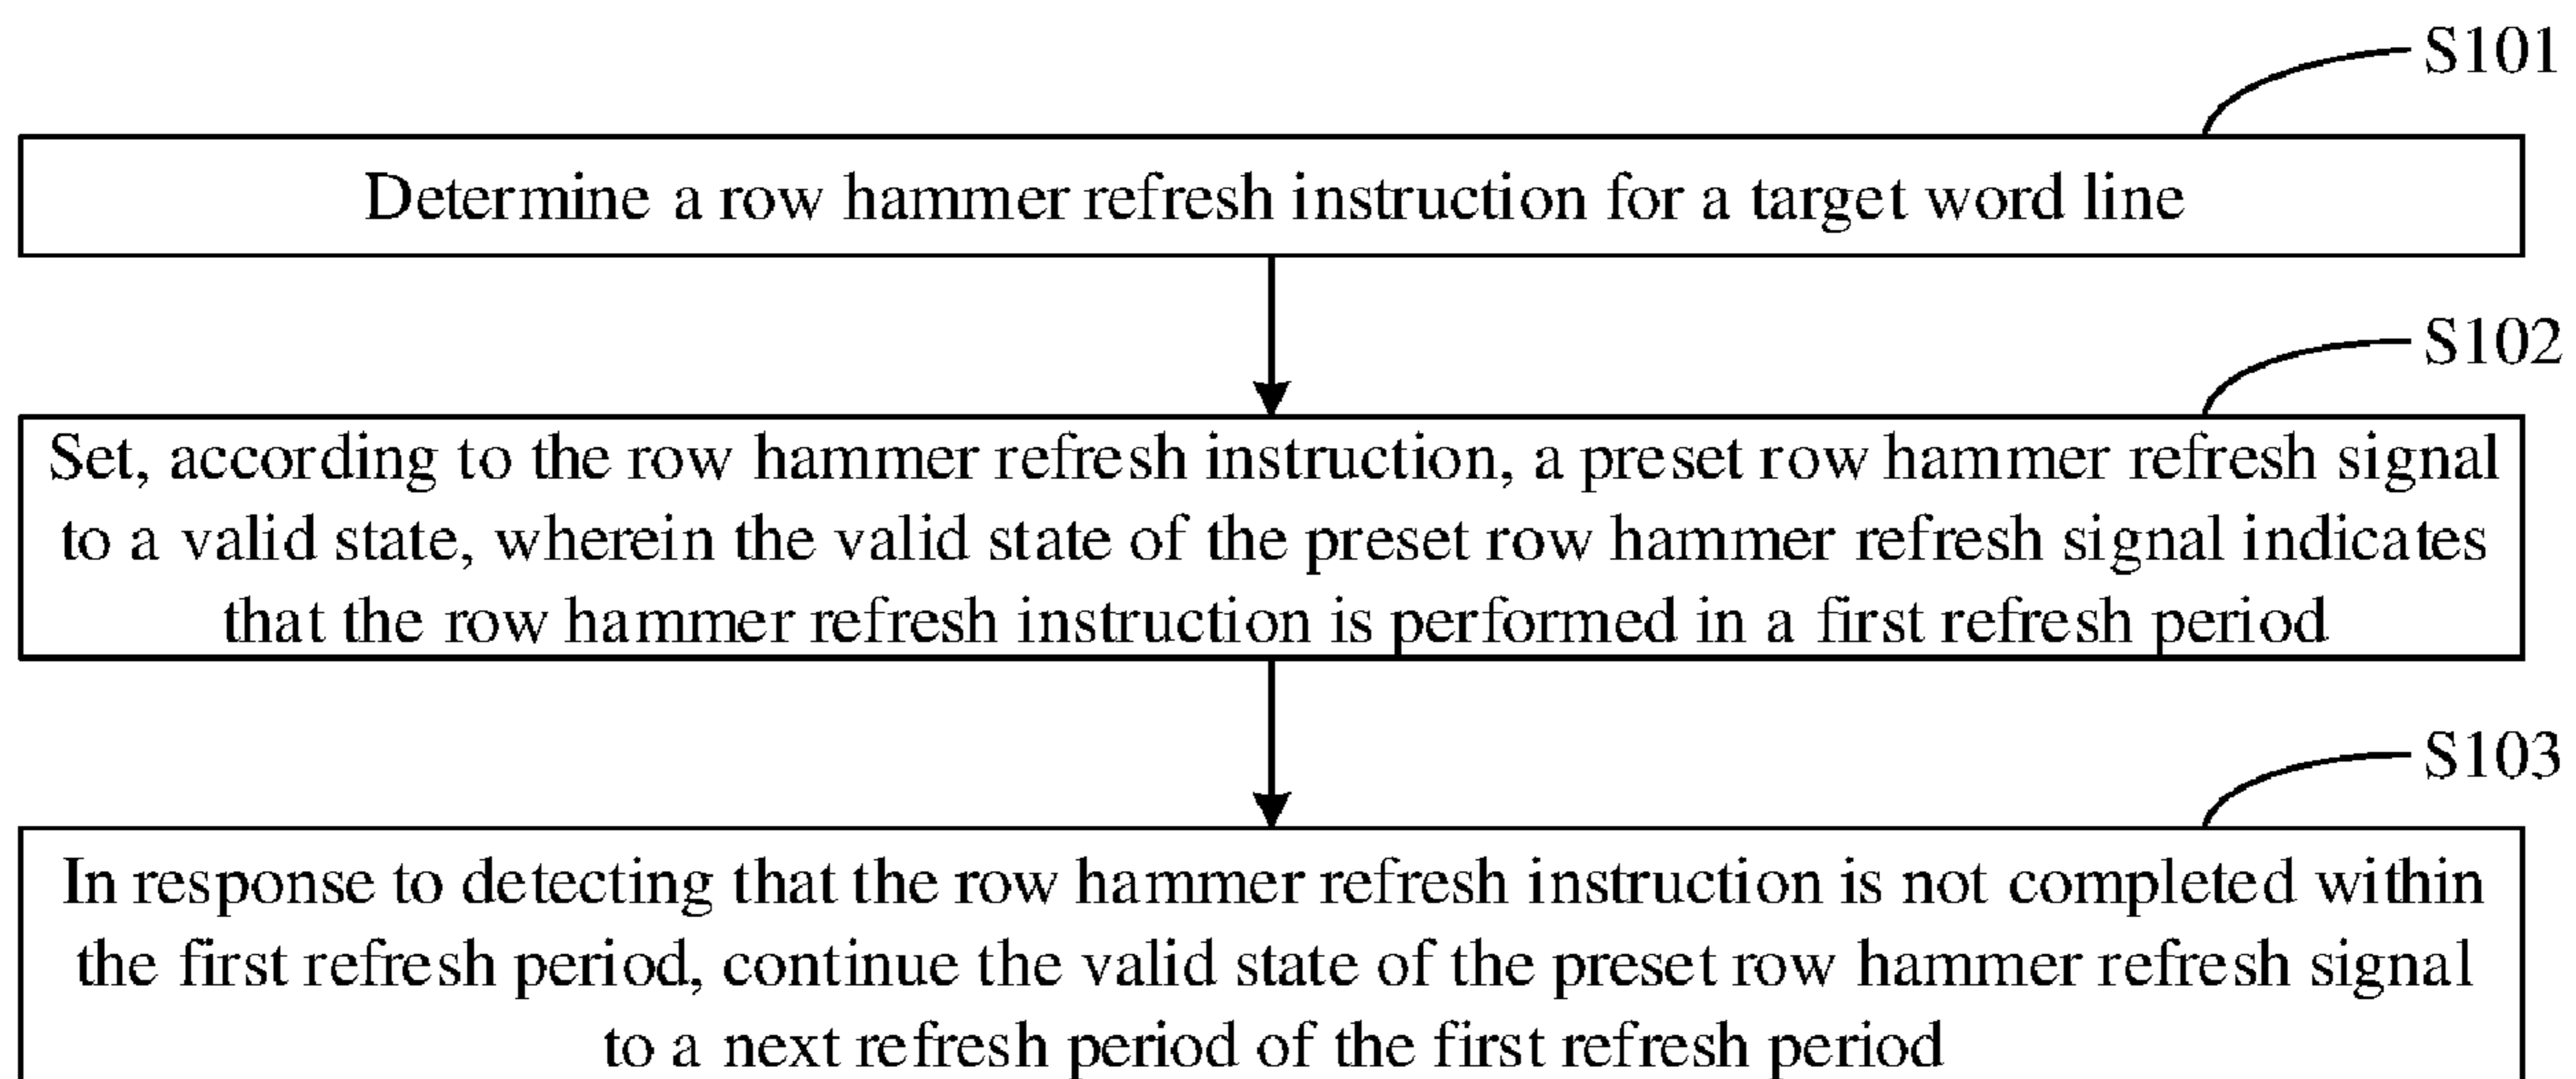 S101
Determine a row hammer refresh instruction for a target word line
S102
Set, according to the row hammer refresh instruction, a preset row hammer refresh signal
to a valid state, wherein the valid state of the preset row hammer refresh signal indicates
that the row hammer refresh instruction is performed in a first refresh period
S103
In response to detecting that the row hammer refresh instruction is not completed within
the first refresh period, continue the valid state of the preset row hammer refresh signal
to a next refresh period of the first refresh period